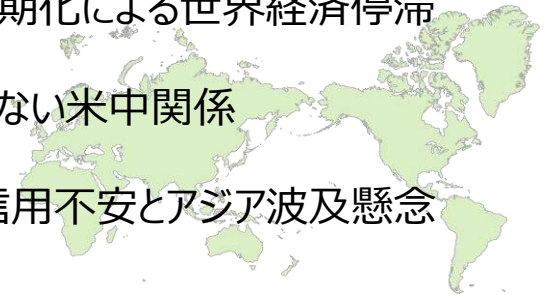 期化による世界経済停滞
ない米中関係
信用不安とアジア波及懸念